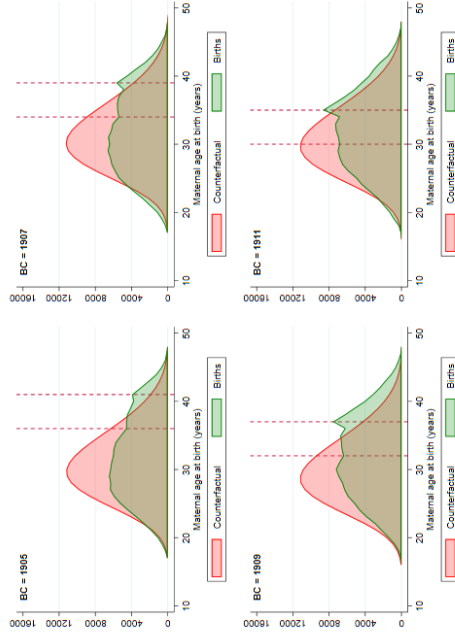 BC = 1905
16000
12000
8000
4000
0
10 20 30 40 50
Maternal age at birth (years)
Counterfactual Births
BC = 1907
16000
12000
8000
4000
0
10 20 30 40 50
Maternal age at birth (years)
Counterfactual Births
BC = 1909
16000
12000
8000
4000
0
10 20 30 40 50
Maternal age at birth (years)
Counterfactual Births
BC = 1911
16000
12000
8000
4000
0
10 20 30 40 50
Maternal age at birth (years)
Counterfactual Births